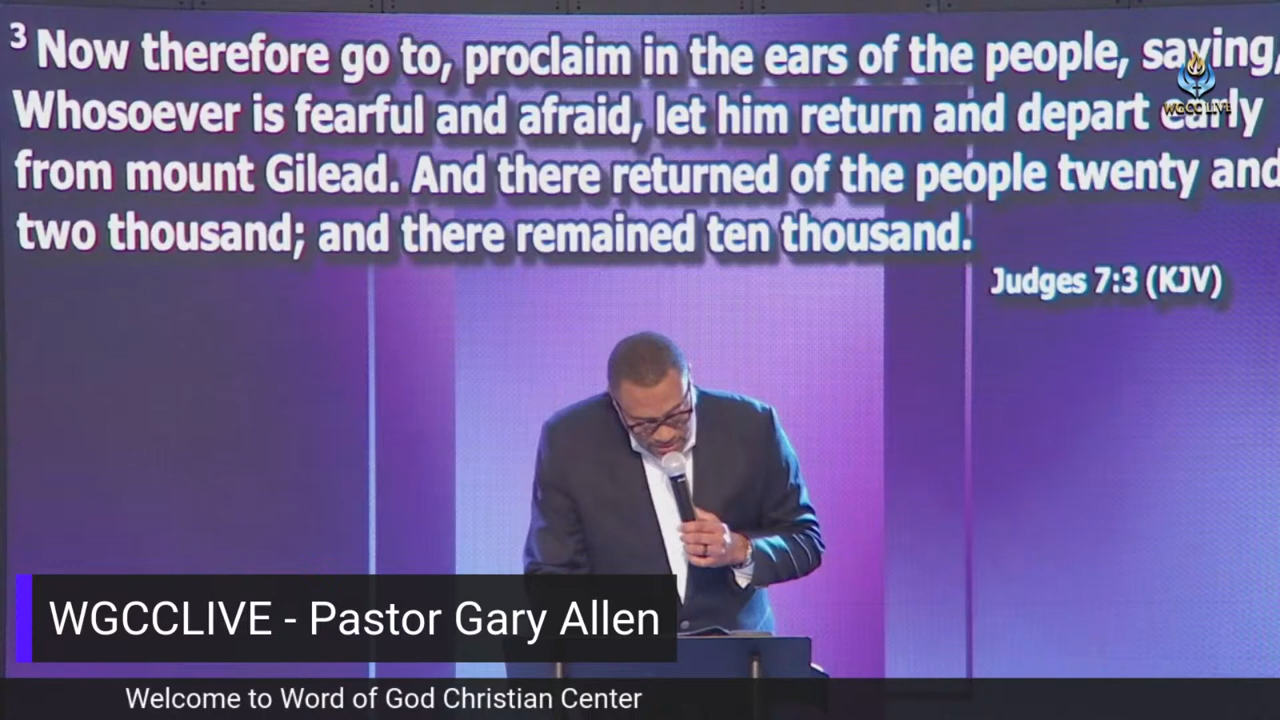 3 Now therefore go to, proclaim in the ears of the people, saying,
Whosoever is fearful and afraid, let him return and depart early
from mount Gilead. And there returned of the people twenty and
two thousand; and there remained ten thousand.
Judges 7:3 (KJV)
WGCC LIVE
WGCCLIVE - Pastor Gary Allen
Welcome to Word of God Christian Center